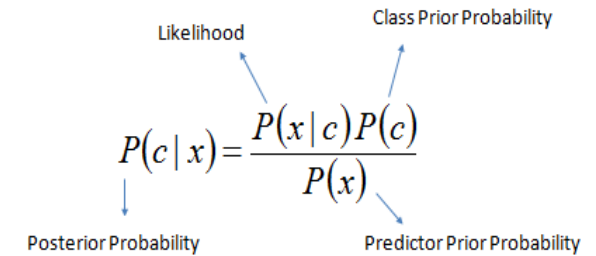 Likelihood
Class Prior Probability
P(c | x) = P(x | c)P(c) / P(x)
Posterior Probability
Predictor Prior Probability